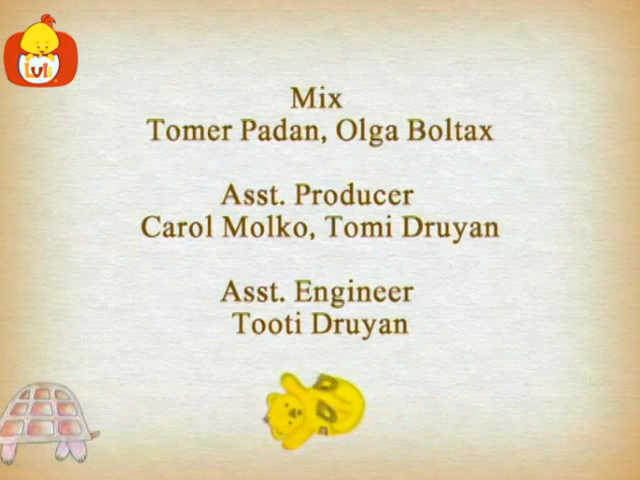 Luli
Mix
Tomer Padan, Olga Boltax
Asst. Producer
Carol Molko, Tomi Druyan
Asst. Engineer
Tooti Druyan